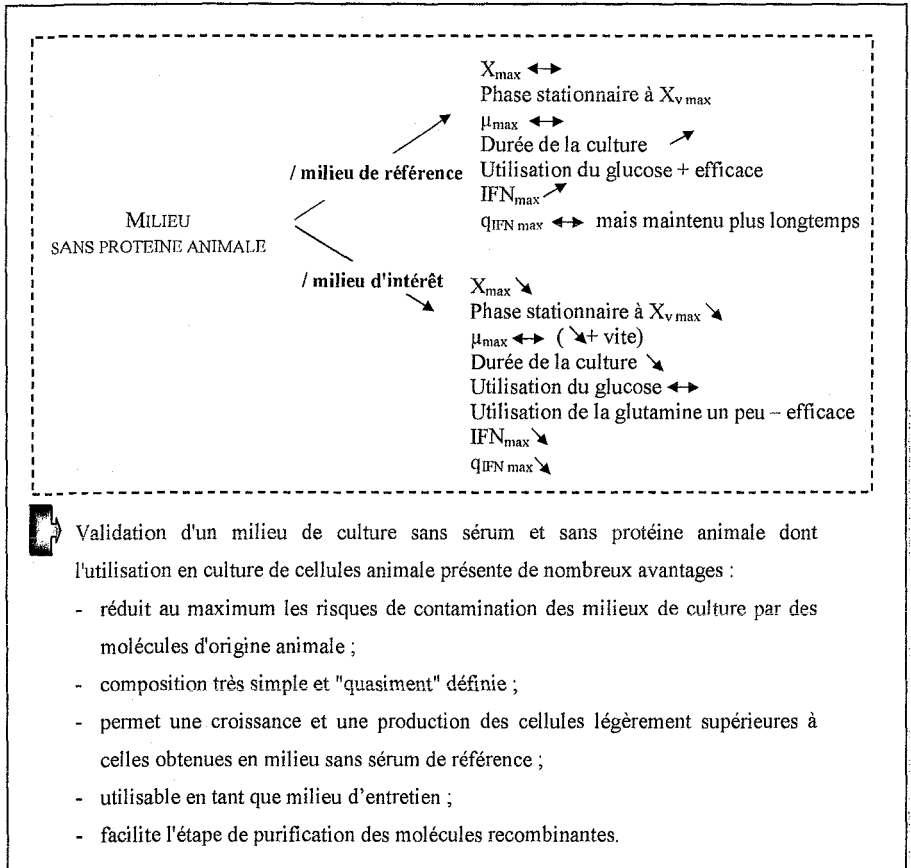 X max ↔
Phase stationnaire à Xv max
µmax ↔
Durée de la culture ↗
/ milieu de référence Utilisation du glucose + efficace
IFNmax ↗
MILIEU
SANS PROTEINE ANIMALE
qIFN max ↔ mais maintenu plus longtemps
/ milieu d'intérêt
Xmax ↘
Phase stationnaire à Xv max ↘
µmax ↔ ( ↘+ vite)
Durée de la culture ↘
Utilisation du glucose ↔
Utilisation de la glutamine un peu – efficace
IFNmax ↘
qIFN max ↘
Validation d'un milieu de culture sans sérum et sans protéine animale dont
l'utilisation en culture de cellules animale présente de nombreux avantages :
- réduit au maximum les risques de contamination des milieux de culture par des
molécules d'origine animale ;
- composition très simple et "quasiment" définie ;
- permet une croissance et une production des cellules légèrement supérieures à
celles obtenues en milieu sans sérum de référence ;
- utilisable en tant que milieu d'entretien ;
- facilite l'étape de purification des molécules recombinantes.